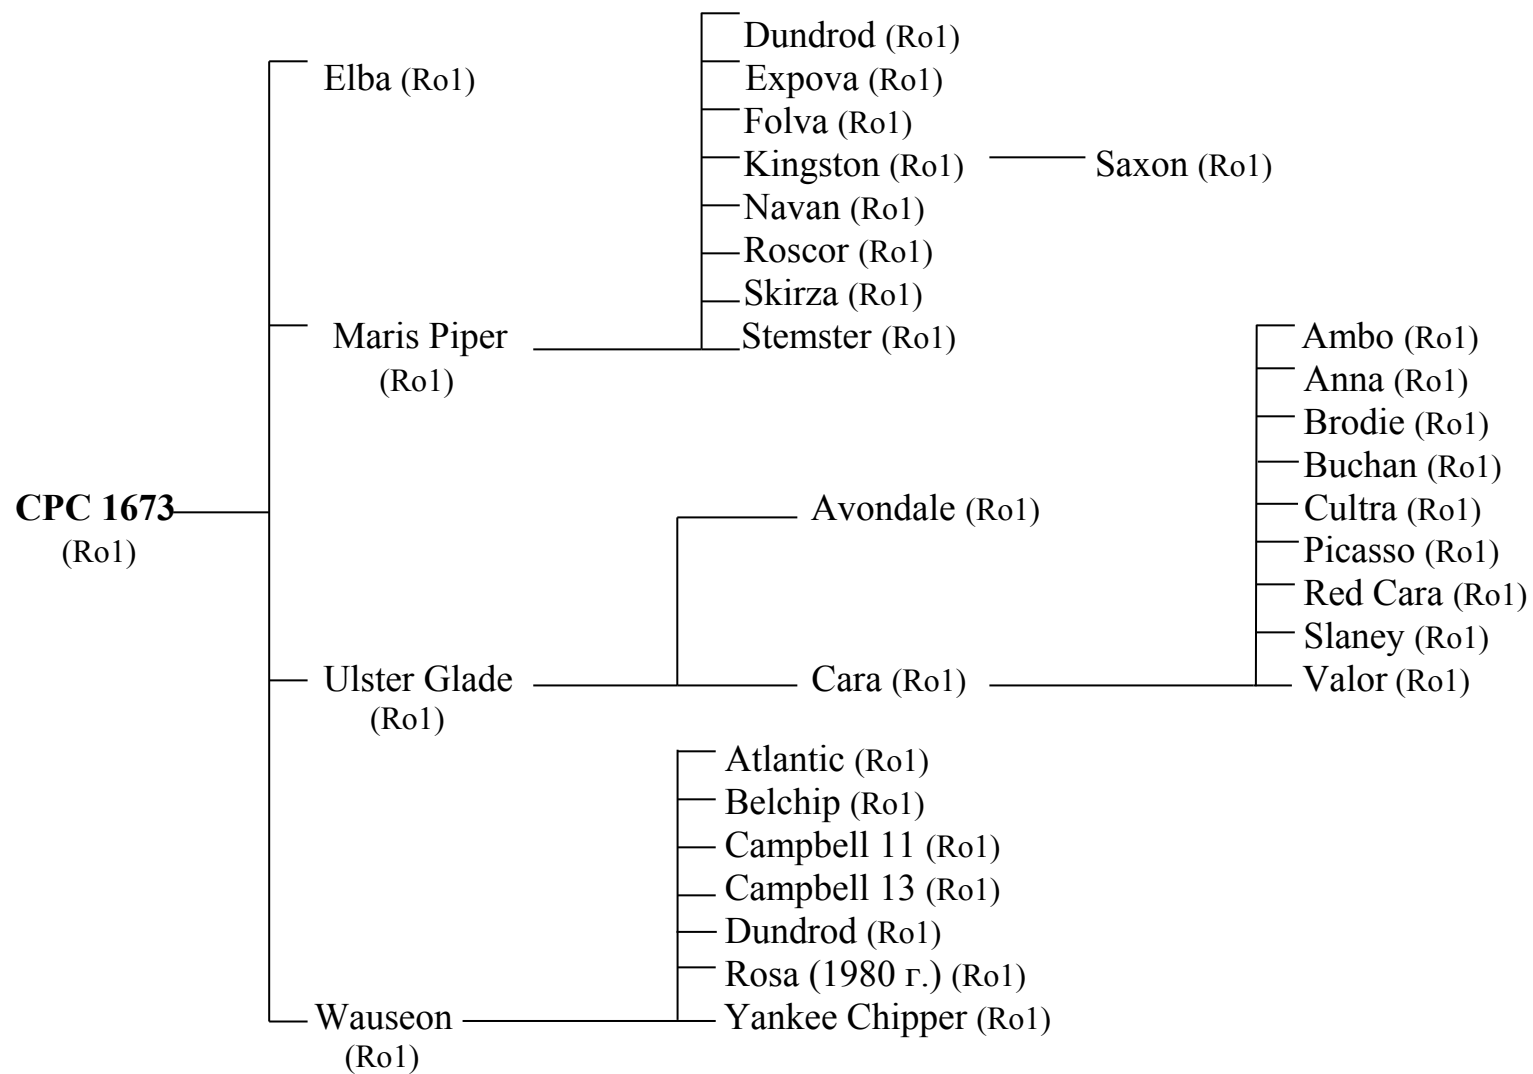 Dundrod (Ro1)
Elba (Ro1)
Expova (Ro1)
Folva (Ro1)
Kingston (Ro1)
Saxon (Ro1)
Navan (Ro1)
Roscor (Ro1)
Skirza (Ro1)
Maris Piper
(Ro1)
Stemster (Ro1)
Ambo (Ro1)
Anna (Ro1)
Brodie (Ro1)
Buchan (Ro1)
CPC 1673
(Ro1)
Avondale (Ro1)
Cultra (Ro1)
Picasso (Ro1)
Red Cara (Ro1)
Slaney (Ro1)
Ulster Glade
(Ro1)
Cara (Ro1)
Valor (Ro1)
Atlantic (Ro1)
Belchip (Ro1)
Campbell 11 (Ro1)
Campbell 13 (Ro1)
Dundrod (Ro1)
Rosa (1980 г.) (Ro1)
Wauseon
(Ro1)
Yankee Chipper (Ro1)